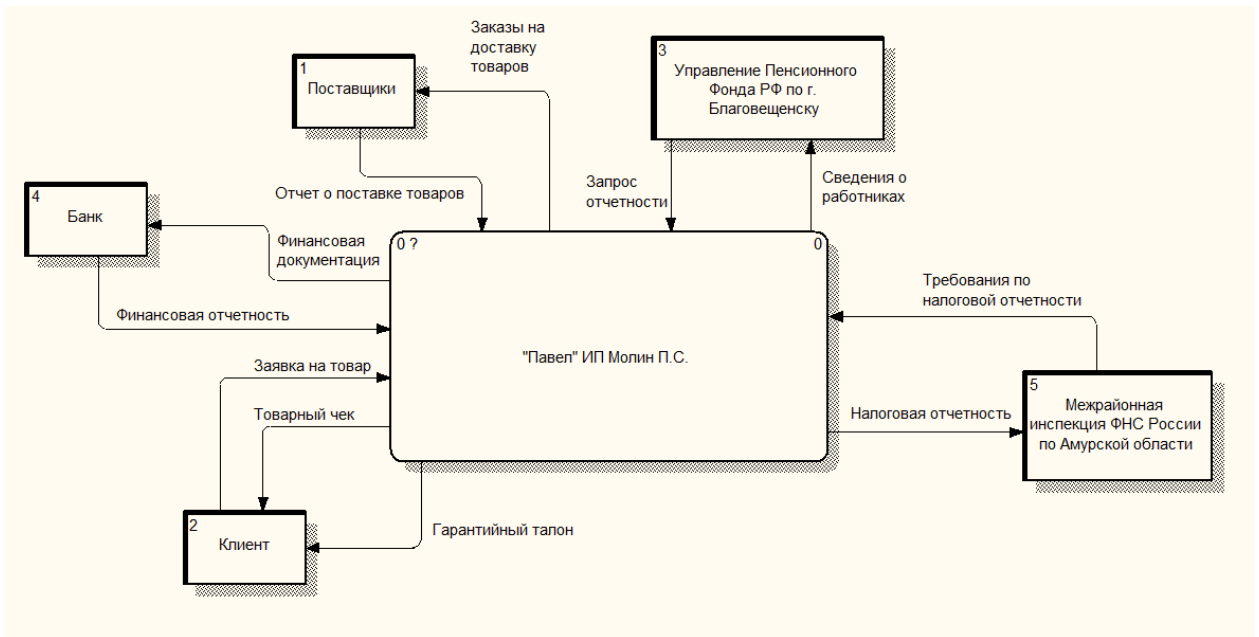 Заказы на
доставку
товаров
1
Поставщики
3
Управление Пенсионного
Фонда РФ по г.
Благовещенску
Отчет о поставке товаров
Запрос
отчетности
Сведения о
работниках
4
Банк
Финансовая
документация
0 ?
0
Финансовая отчетность
Требования по
налоговой отчетности
"Павел" ИП Молин П.С.
Заявка на товар
Товарный чек
Налоговая отчетность
5
Межрайонная
инспекция ФНС России
по Амурской области
2
Клиент
Гарантийный талон